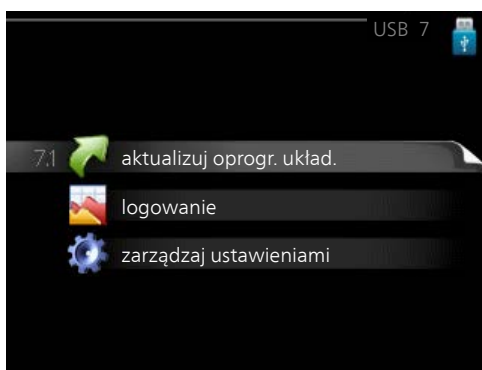 USB 7
7.1 aktualizuj oprogr. układ.
logowanie
zarządzaj ustawieniami